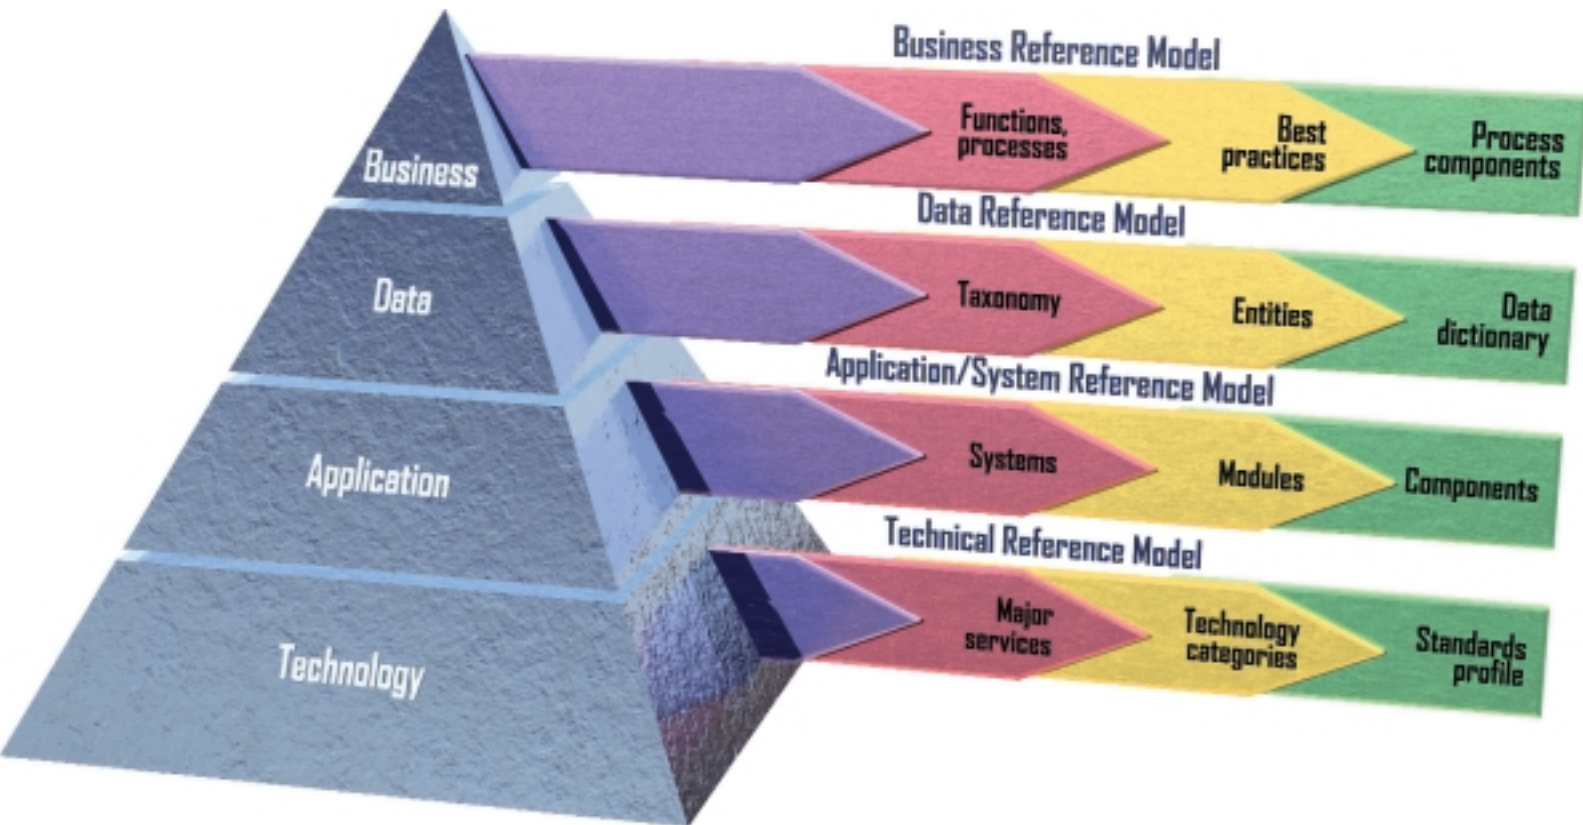 Business Reference Model
Functions,
processes
Best
practices
Process
components
Business
Data Reference Model
Taxonomy
Entities
Data
dictionary
Data
Application/System Reference Model
Systems
Modules
Components
Application
Technical Reference Model
Major
services
Technology
categories
Standards
profile
Technology